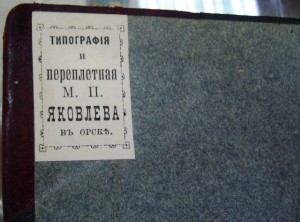 ТИПОГРАФІЯ
и
переплетная
М. П.
ЯКОВЛЕВА
ВЪ ОРСКѢ.